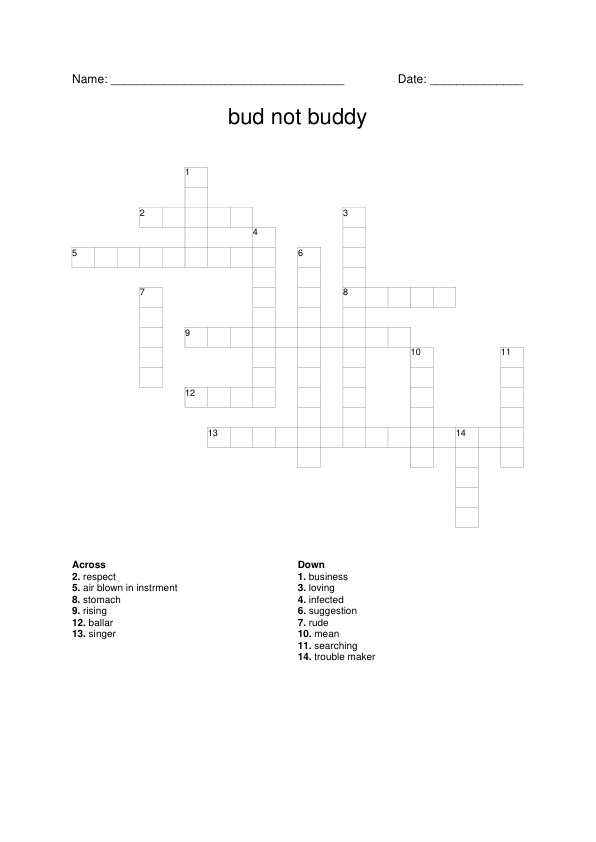 Name: ___________________________________ Date: ______________
bud not buddy
1
2 3
4
5 6
7 8
9
10 11
12
13 14
Across
2. respect
5. air blown in instrment
8. stomach
9. rising
12. ballar
13. singer
Down
1. business
3. loving
4. infected
6. suggestion
7. rude
10. mean
11. searching
14. trouble maker